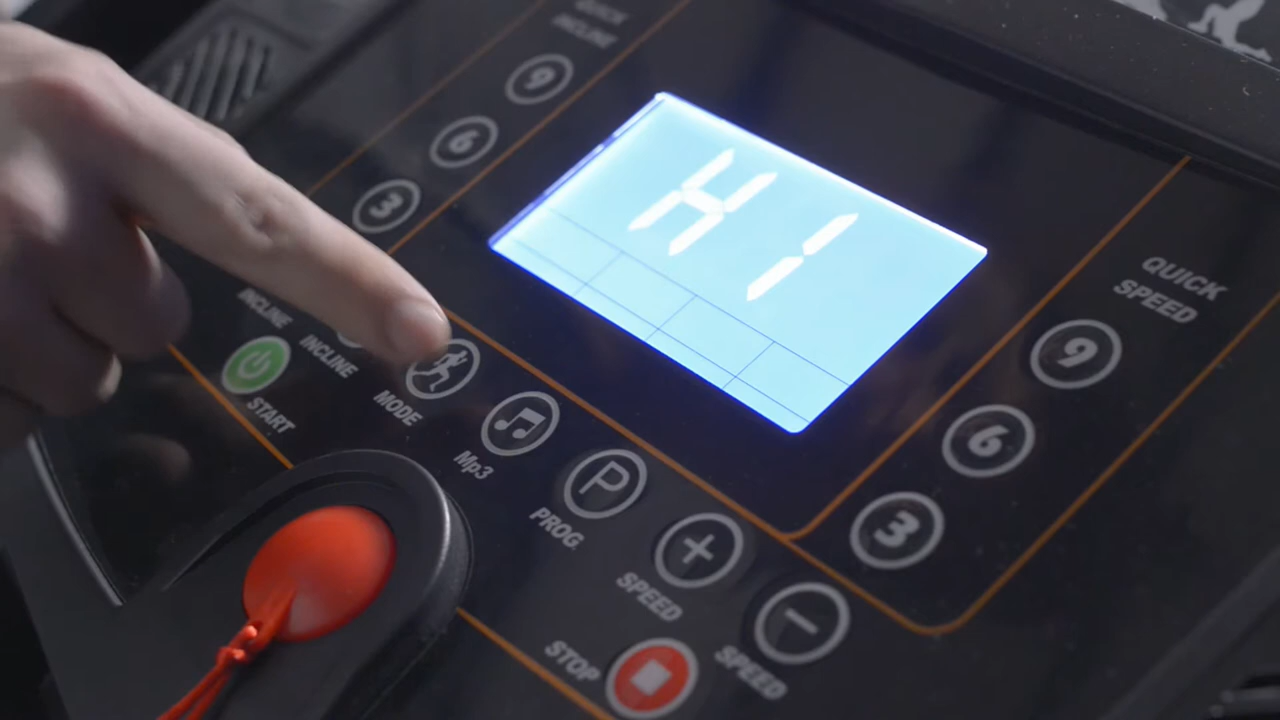 QUICK
INCLINE
9
6
3
HI
QUICK
SPEED
9
6
3
INCLINE
INCLINE
START
MODE
Mp3
P
PROG.
+
SPEED
−
SPEED
STOP